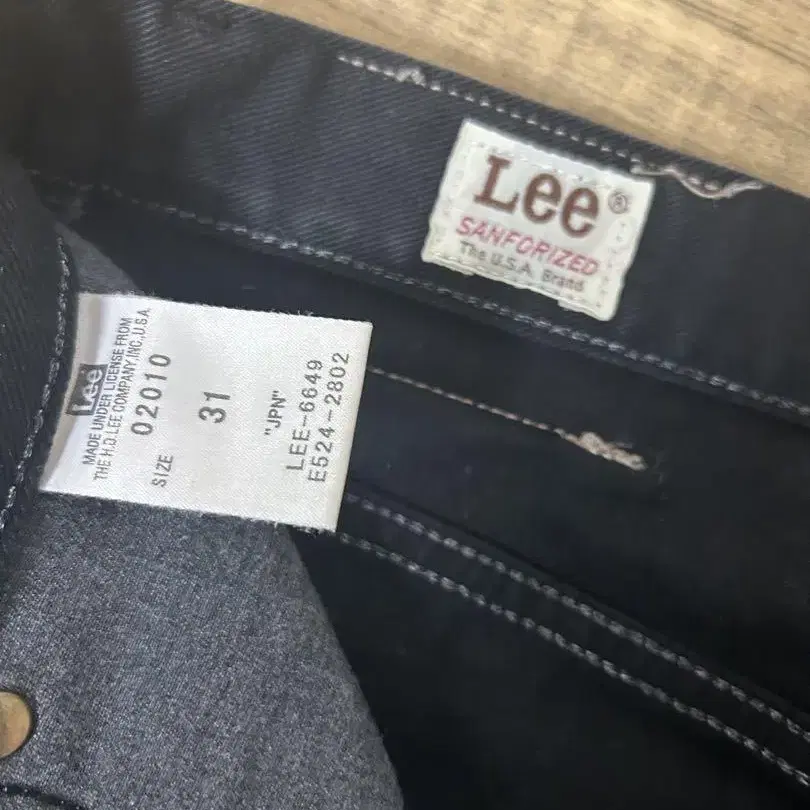 Lee®
SANFORIZED
The U.S.A. Brand
Lee
MADE UNDER LICENSE FROM
THE H.D. LEE COMPANY, INC., U.S.A.
02010
SIZE 31
"JPN"
LEE-6649
E524-2802